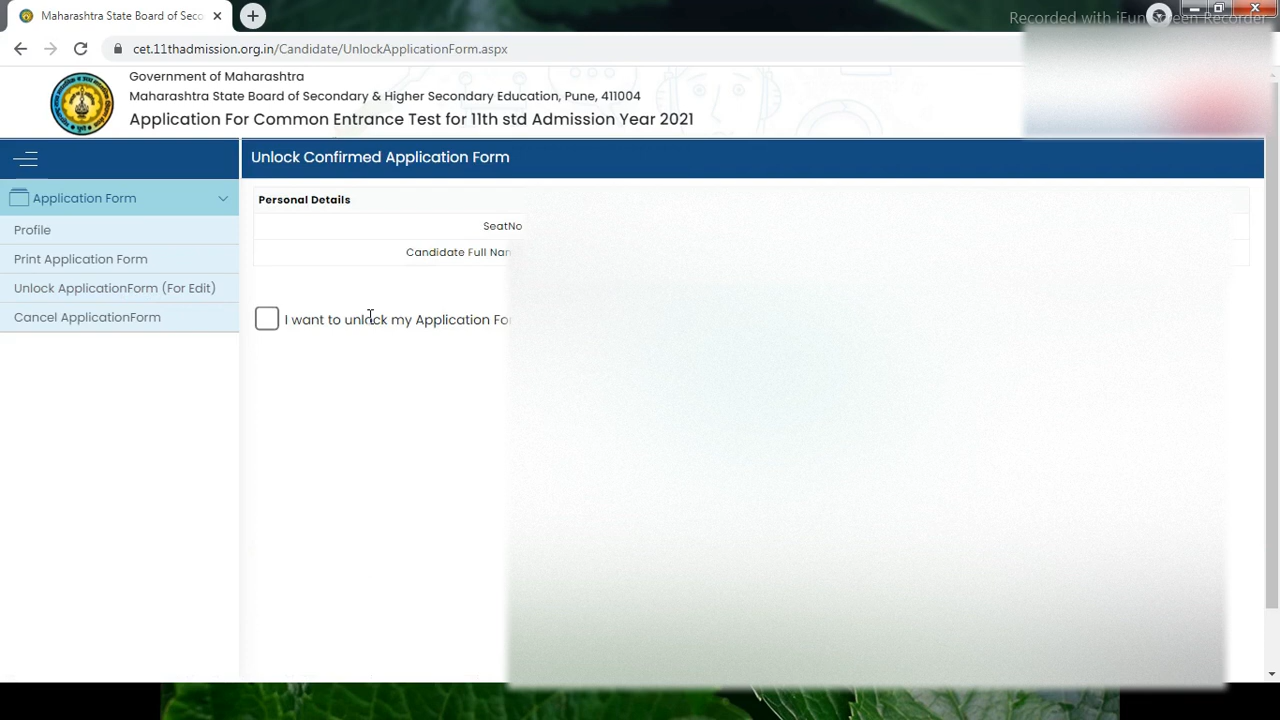 Maharashtra State Board of Seco
Recorded with iFun Screen Recorder
cet.11thadmission.org.in/Candidate/UnlockApplicationForm.aspx
Government of Maharashtra
Maharashtra State Board of Secondary & Higher Secondary Education, Pune, 411004
Application For Common Entrance Test for 11th std Admission Year 2021
Unlock Confirmed Application Form
Application Form
Personal Details
Profile
SeatNo
Candidate Full Nam
Print Application Form
Unlock ApplicationForm (For Edit)
Cancel ApplicationForm
I want to unlock my Application For